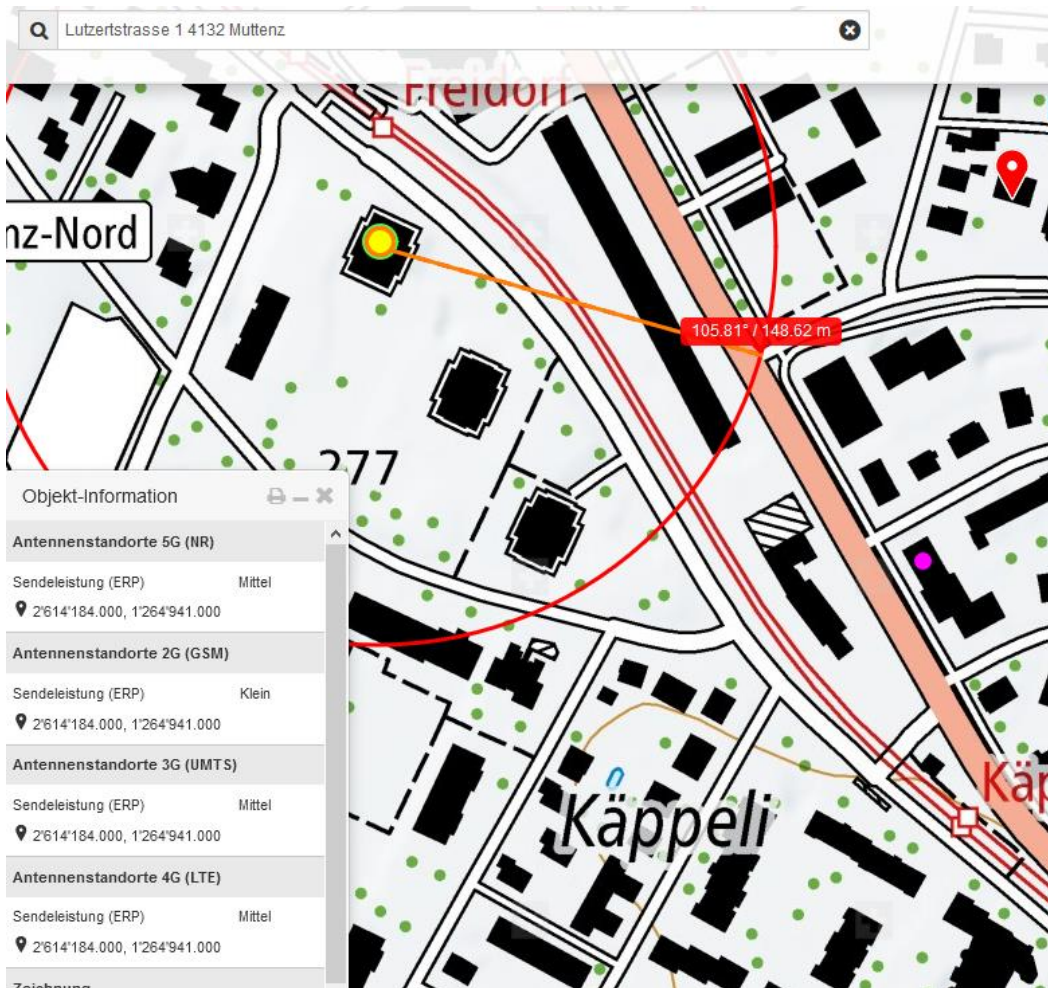 Lutzertstrasse 1 4132 Muttenz
Freidorf
nz-Nord
105.81° / 148.62 m
277
Objekt-Information
Antennenstandorte 5G (NR)
Sendeleistung (ERP) Mittel
2'614'184.000, 1'264'941.000
Antennenstandorte 2G (GSM)
Sendeleistung (ERP) Klein
2'614'184.000, 1'264'941.000
Antennenstandorte 3G (UMTS)
Sendeleistung (ERP) Mittel
2'614'184.000, 1'264'941.000
Antennenstandorte 4G (LTE)
Sendeleistung (ERP) Mittel
2'614'184.000, 1'264'941.000
Zeichnung
Käppeli
Käp